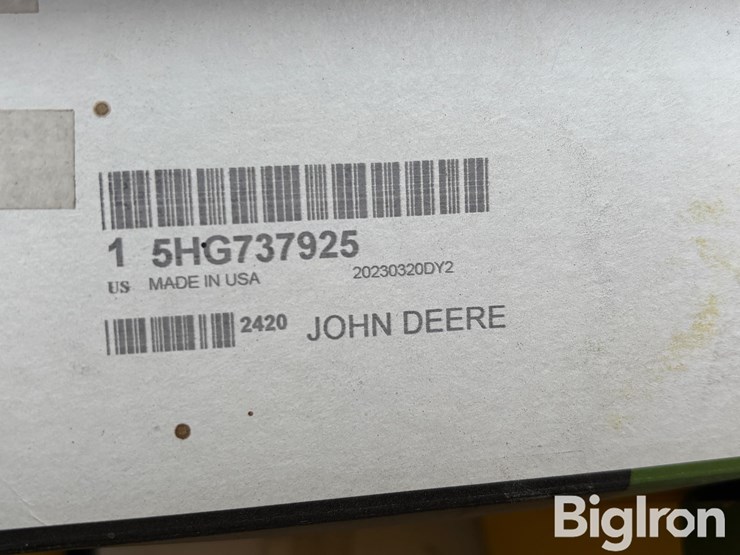 1 5HG737925
US MADE IN USA 20230320DY2
2420 JOHN DEERE
BigIron